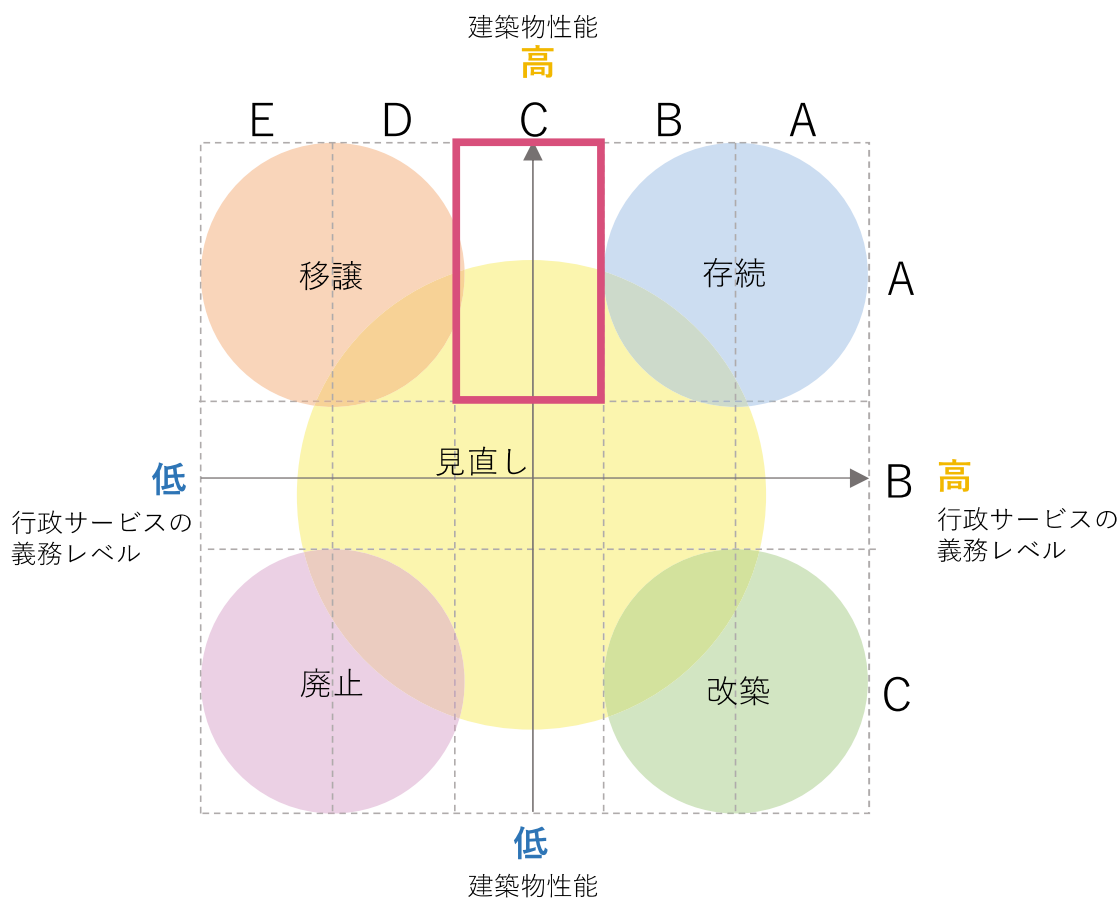 建築物性能
高
E D C B A
移譲
存続
A
見直し
低
行政サービスの
義務レベル
B
高
行政サービスの
義務レベル
廃止
改築
C
低
建築物性能